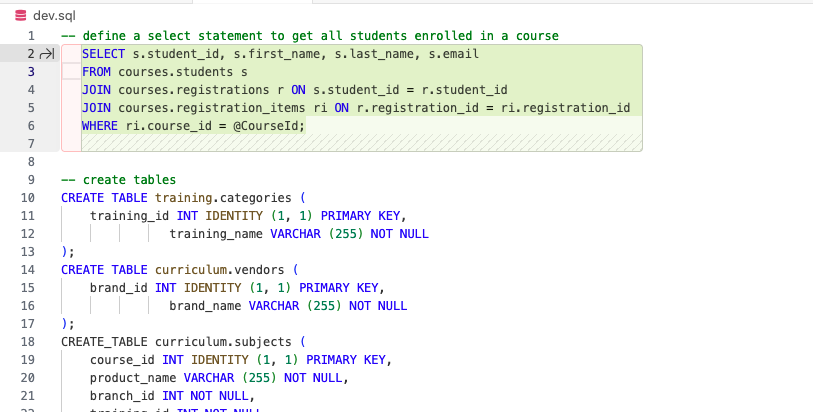 dev.sql
1 -- define a select statement to get all students enrolled in a course
2 SELECT s.student_id, s.first_name, s.last_name, s.email
3 FROM courses.students s
4 JOIN courses.registrations r ON s.student_id = r.student_id
5 JOIN courses.registration_items ri ON r.registration_id = ri.registration_id
6 WHERE ri.course_id = @CourseId;
7
8
9 -- create tables
10 CREATE TABLE training.categories (
11 training_id INT IDENTITY (1, 1) PRIMARY KEY,
12 training_name VARCHAR (255) NOT NULL
13 );
14 CREATE TABLE curriculum.vendors (
15 brand_id INT IDENTITY (1, 1) PRIMARY KEY,
16 brand_name VARCHAR (255) NOT NULL
17 );
18 CREATE_TABLE curriculum.subjects (
19 course_id INT IDENTITY (1, 1) PRIMARY KEY,
20 product_name VARCHAR (255) NOT NULL,
21 branch_id INT NOT NULL,
22 training_id INT NOT NULL,